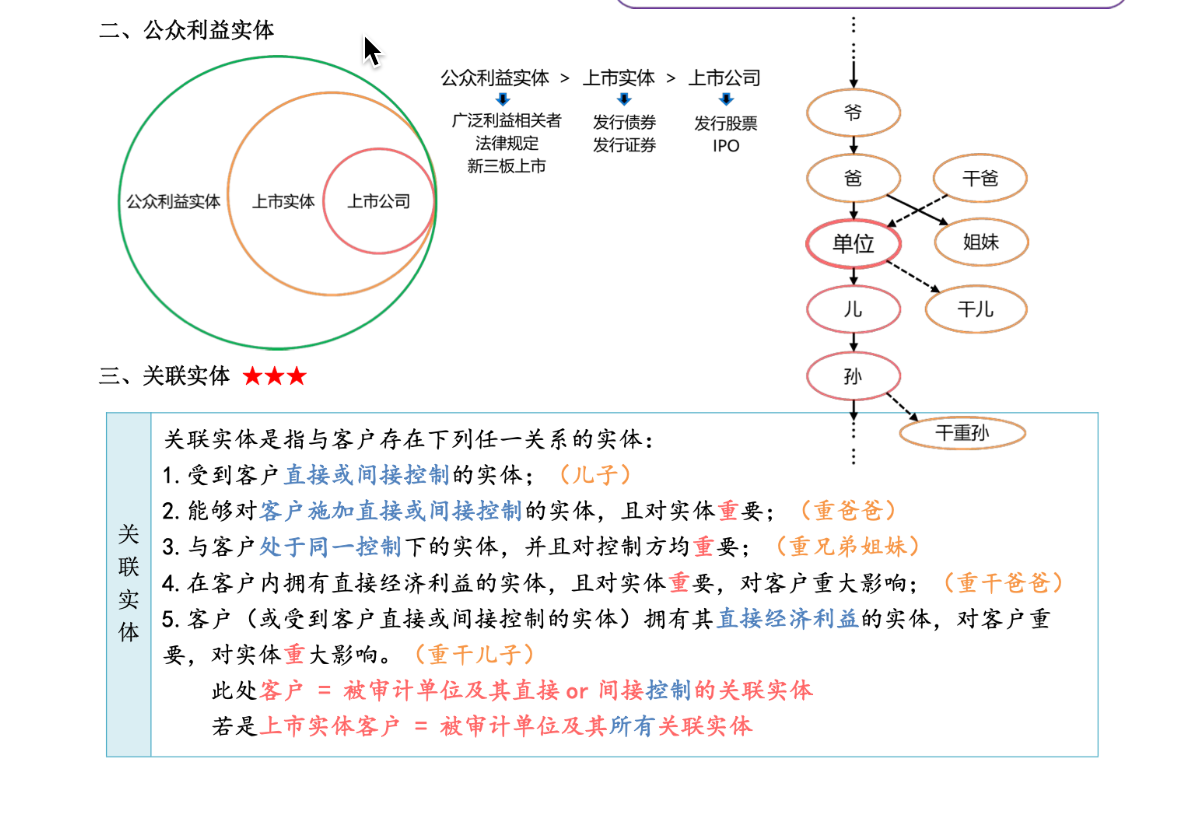 二、公众利益实体
公众利益实体
上市实体
上市公司
公众利益实体 > 上市实体 > 上市公司
广泛利益相关者
法律规定
新三板上市
发行债券
发行证券
发行股票
IPO
爷
爸
干爸
单位
姐妹
儿
干儿
孙
干重孙
三、关联实体 ★★★
关联实体
关联实体是指与客户存在下列任一关系的实体：
1. 受到客户直接或间接控制的实体；（儿子）
2. 能够对客户施加直接或间接控制的实体，且对实体重要；（重爸爸）
3. 与客户处于同一控制下的实体，并且对控制方均重要；（重兄弟姐妹）
4. 在客户内拥有直接经济利益的实体，且对实体重要，对客户重大影响；（重干爸爸）
5. 客户（或受到客户直接或间接控制的实体）拥有其直接经济利益的实体，对客户重
要，对实体重大影响。（重干儿子）
此处客户 = 被审计单位及其直接 or 间接控制的关联实体
若是上市实体客户 = 被审计单位及其所有关联实体